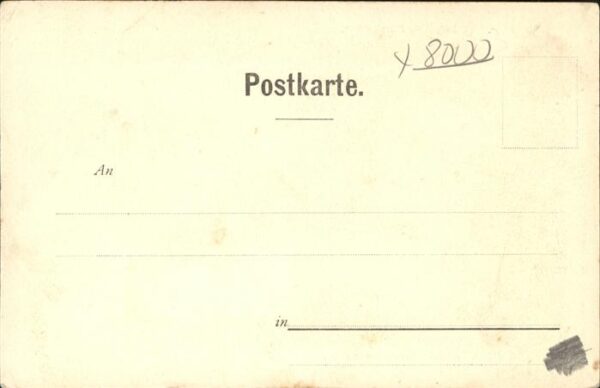 x 8000
Postkarte.
An
in